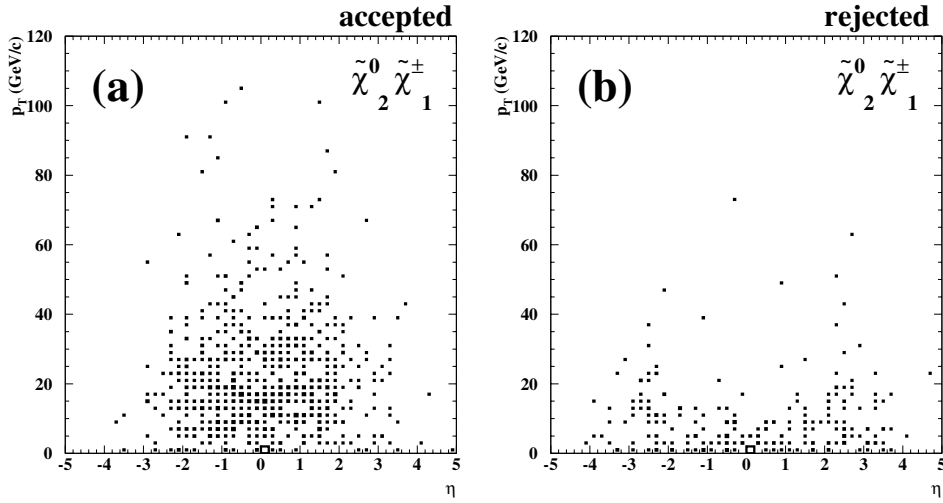 accepted
p_T (GeV/c)
120
100
80
60
40
20
0
(a)
χ̃⁰₂ χ̃^±₁
-5 -4 -3 -2 -1 0 1 2 3 4 5
η
rejected
p_T (GeV/c)
120
100
80
60
40
20
0
(b)
χ̃⁰₂ χ̃^±₁
-5 -4 -3 -2 -1 0 1 2 3 4 5
η